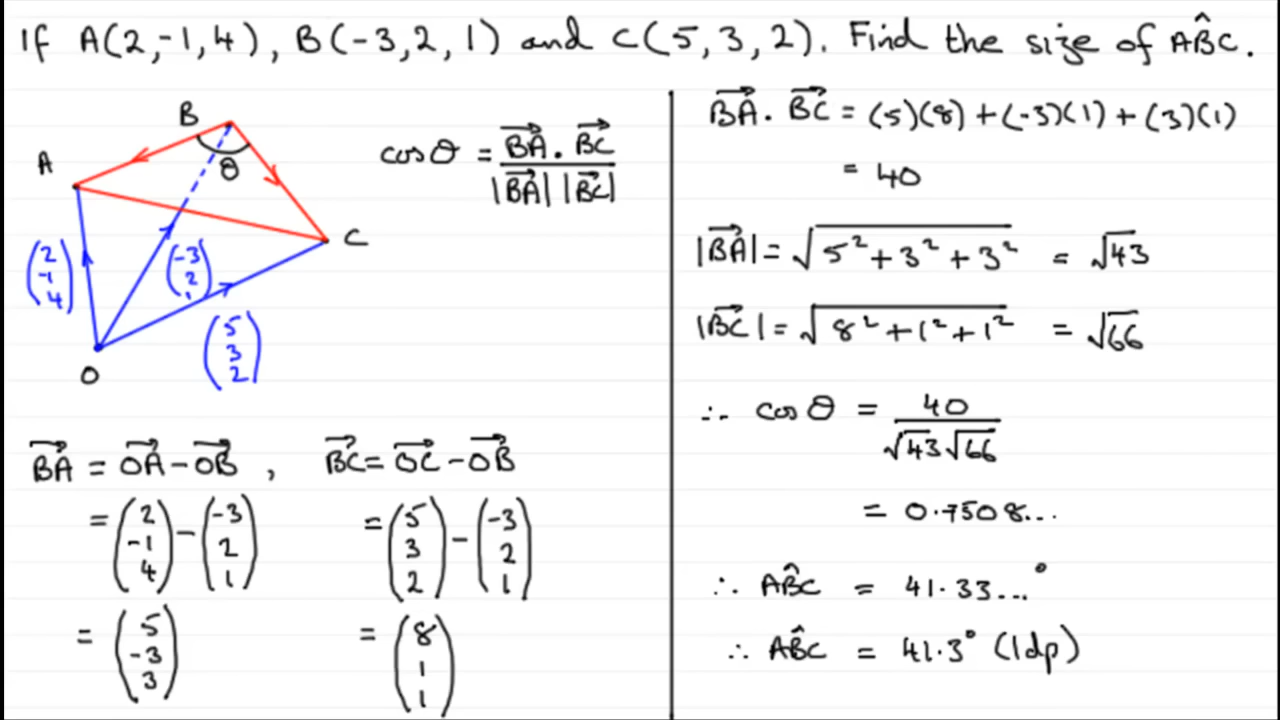 If A(2,-1,4), B(-3,2,1) and C(5,3,2). Find the size of AB̂C.
B
A
θ
C
O
(2
-1
4)
(-3
2
1)
(5
3
2)
cosθ = BA⃗ . BC⃗
|BA⃗| |BC⃗|
BA⃗ = OA⃗ - OB⃗ ,
= (2 -1 4) - (-3 2 1)
= (5 -3 3)
BC⃗ = OC⃗ - OB⃗
= (5 3 2) - (-3 2 1)
= (8 1 1)
BA⃗ . BC⃗ = (5)(8) + (-3)(1) + (3)(1)
= 40
|BA⃗| = √5² + 3² + 3² = √43
|BC⃗| = √8² + 1² + 1² = √66
∴ cosθ = 40
√43 √66
= 0.7508...
∴ AB̂C = 41.33...°
∴ AB̂C = 41.3° (1dp)